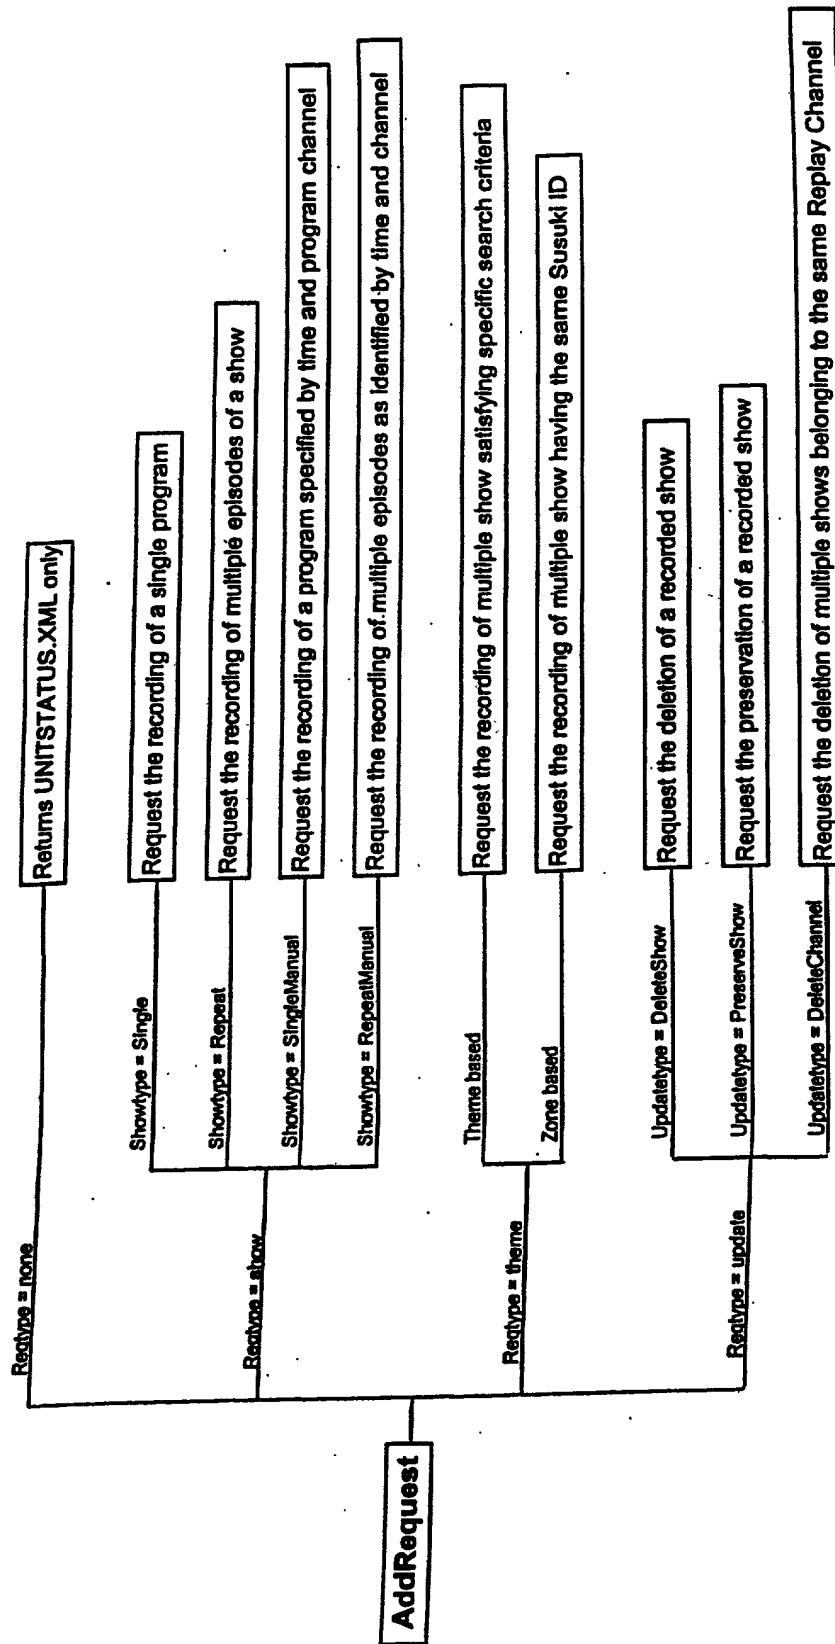 AddRequest
Reqtype = none
Returns UNITSTATUS.XML only
Reqtype = show
Showtype = Single
Request the recording of a single program
Showtype = Repeat
Request the recording of multiple episodes of a show
Showtype = SingleManual
Request the recording of a program specified by time and program channel
Showtype = RepeatManual
Request the recording of multiple episodes as identified by time and channel
Reqtype = theme
Theme based
Request the recording of multiple show satisfying specific search criteria
Zone based
Request the recording of multiple show having the same Susuki ID
Reqtype = update
Updatetype = DeleteShow
Request the deletion of a recorded show
Updatetype = PreserveShow
Request the preservation of a recorded show
Updatetype = DeleteChannel
Request the deletion of multiple shows belonging to the same Replay Channel